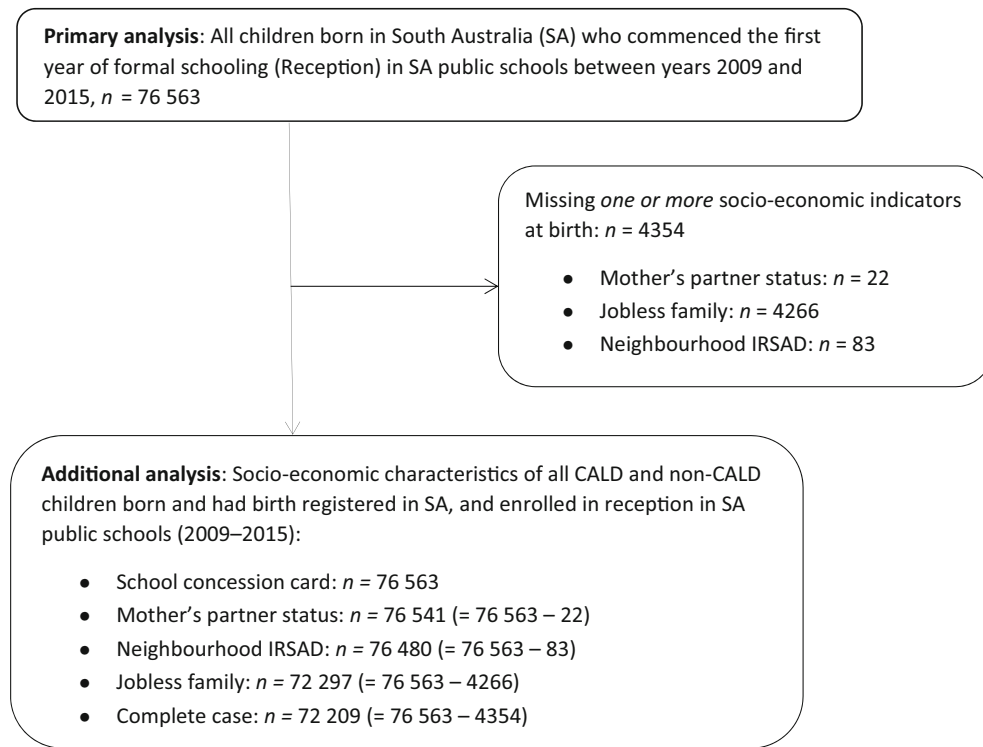 Primary analysis: All children born in South Australia (SA) who commenced the first
year of formal schooling (Reception) in SA public schools between years 2009 and
2015, n = 76 563
Missing one or more socio-economic indicators
at birth: n = 4354
● Mother's partner status: n = 22
● Jobless family: n = 4266
● Neighbourhood IRSAD: n = 83
Additional analysis: Socio-economic characteristics of all CALD and non-CALD
children born and had birth registered in SA, and enrolled in reception in SA
public schools (2009–2015):
● School concession card: n = 76 563
● Mother's partner status: n = 76 541 (= 76 563 – 22)
● Neighbourhood IRSAD: n = 76 480 (= 76 563 – 83)
● Jobless family: n = 72 297 (= 76 563 – 4266)
● Complete case: n = 72 209 (= 76 563 – 4354)